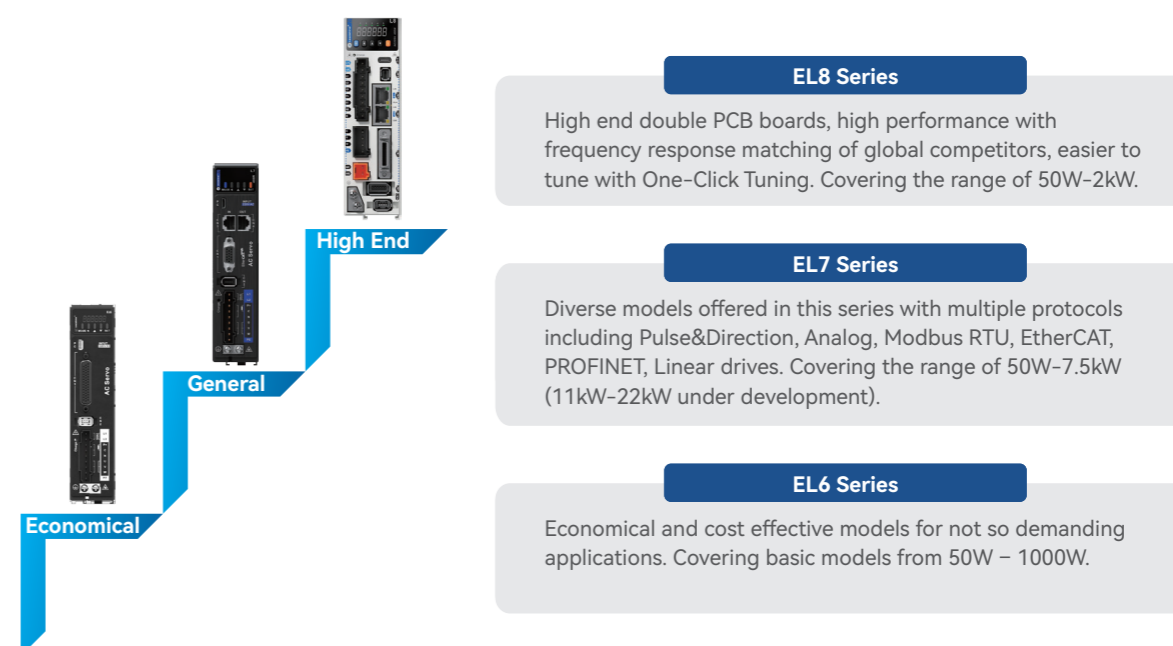 EL8 Series
High end double PCB boards, high performance with
frequency response matching of global competitors, easier to
tune with One-Click Tuning. Covering the range of 50W-2kW.
High End
EL7 Series
Diverse models offered in this series with multiple protocols
including Pulse&Direction, Analog, Modbus RTU, EtherCAT,
PROFINET, Linear drives. Covering the range of 50W-7.5kW
(11kW-22kW under development).
General
AC Servo
EL6 Series
Economical and cost effective models for not so demanding
applications. Covering basic models from 50W – 1000W.
Economical
AC Servo